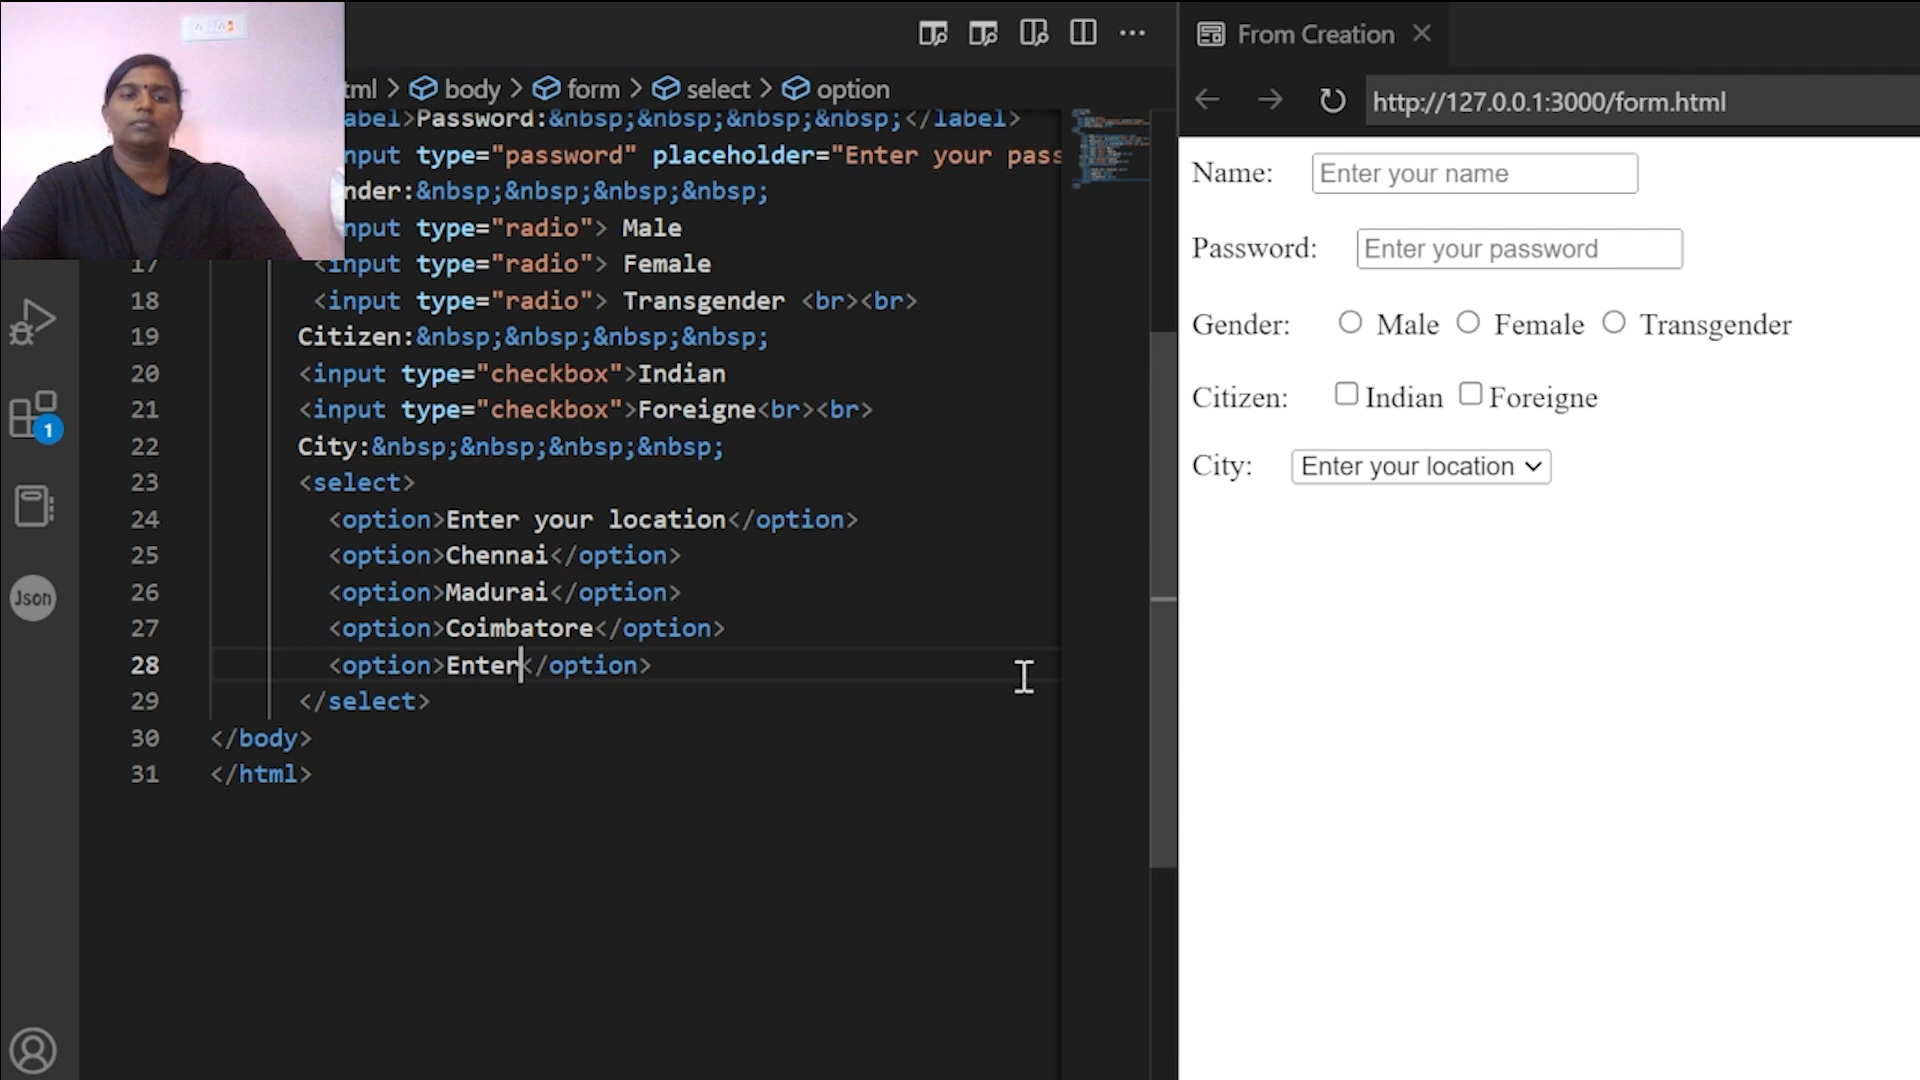 tml > body > form > select > option
abel>Password:&nbsp;&nbsp;&nbsp;&nbsp;</label>
nput type="password" placeholder="Enter your pass
nder:&nbsp;&nbsp;&nbsp;&nbsp;
nput type="radio"> Male
17 <input type="radio"> Female
18 <input type="radio"> Transgender <br><br>
19 Citizen:&nbsp;&nbsp;&nbsp;&nbsp;
20 <input type="checkbox">Indian
21 <input type="checkbox">Foreigne<br><br>
22 City:&nbsp;&nbsp;&nbsp;&nbsp;
23 <select>
24 <option>Enter your location</option>
25 <option>Chennai</option>
26 <option>Madurai</option>
27 <option>Coimbatore</option>
28 <option>Enter</option>
29 </select>
30 </body>
31 </html>
1
Json
From Creation
http://127.0.0.1:3000/form.html
Name: Enter your name
Password: Enter your password
Gender: Male Female Transgender
Citizen: Indian Foreigne
City: Enter your location